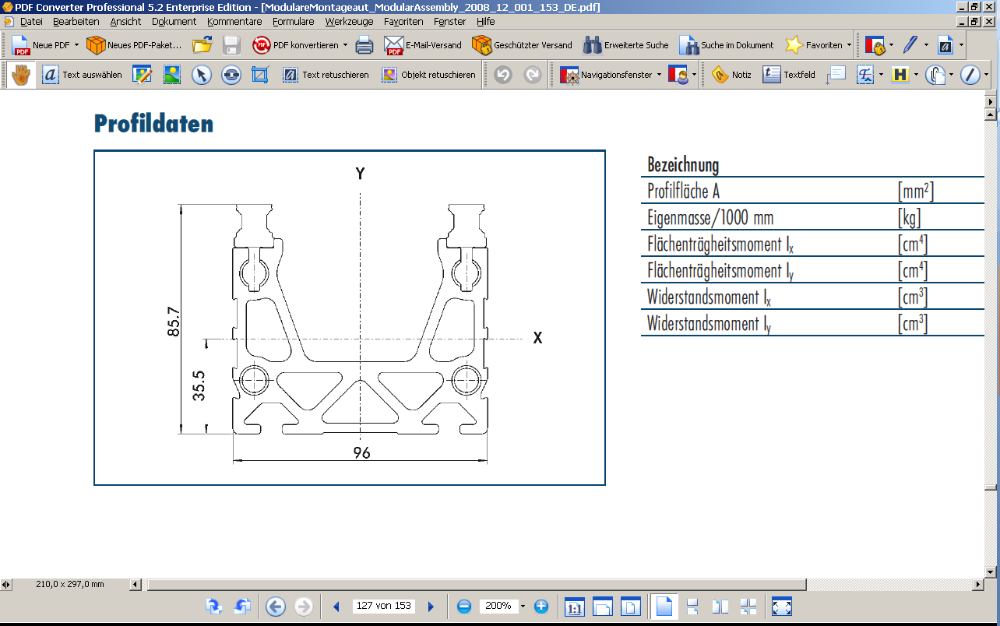 PDF Converter Professional 5.2 Enterprise Edition - [ModulareMontageaut_ModularAssembly_2008_12_001_153_DE.pdf]
Datei Bearbeiten Ansicht Dokument Kommentare Formulare Werkzeuge Favoriten Fenster Hilfe
Neue PDF Neues PDF-Paket... PDF konvertieren E-Mail-Versand Geschützter Versand Erweiterte Suche Suche im Dokument Favoriten
Text auswählen Text retuschieren Objekt retuschieren Navigationsfenster Notiz Textfeld
Profildaten
Y
X
85.7
35.5
96
Bezeichnung
Profilfläche A [mm²]
Eigenmasse/1000 mm [kg]
Flächenträgheitsmoment Ix [cm⁴]
Flächenträgheitsmoment Iy [cm⁴]
Widerstandsmoment Ix [cm³]
Widerstandsmoment Iy [cm³]
210,0 x 297,0 mm
127 von 153 200% 1:1